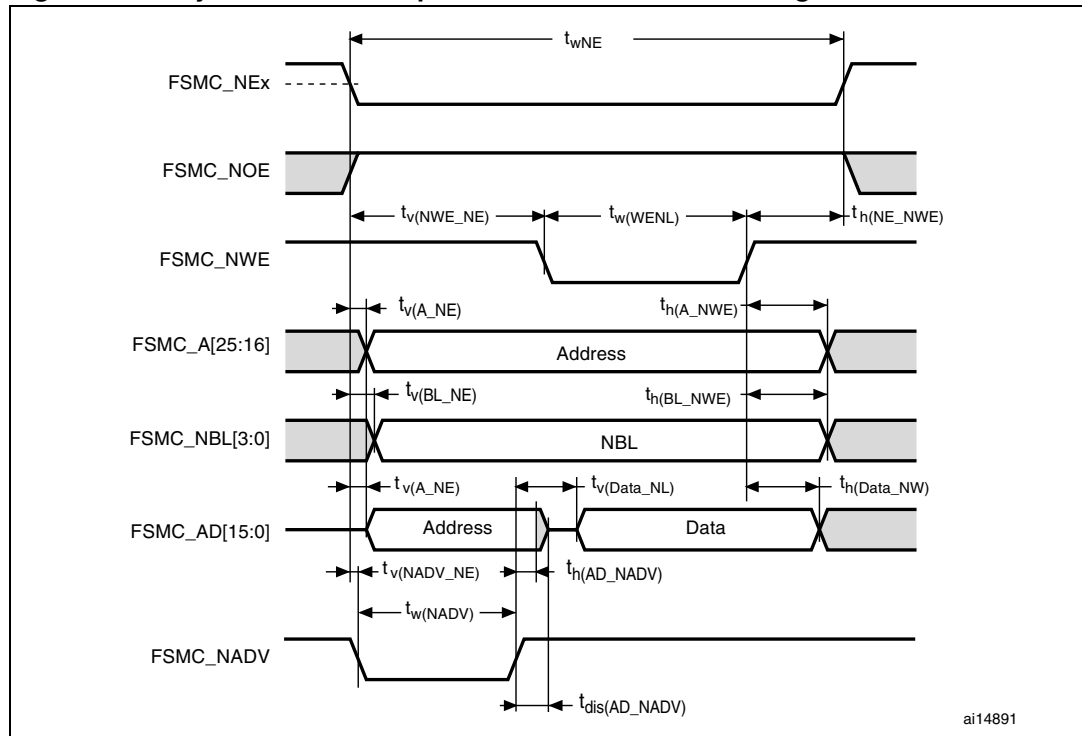 twNE
FSMC_NEx
FSMC_NOE
tv(NWE_NE)
tw(WENL)
th(NE_NWE)
FSMC_NWE
tv(A_NE)
th(A_NWE)
FSMC_A[25:16]
Address
tv(BL_NE)
th(BL_NWE)
FSMC_NBL[3:0]
NBL
tv(A_NE)
tv(Data_NL)
th(Data_NW)
FSMC_AD[15:0]
Address
Data
tv(NADV_NE)
th(AD_NADV)
tw(NADV)
FSMC_NADV
tdis(AD_NADV)
ai14891